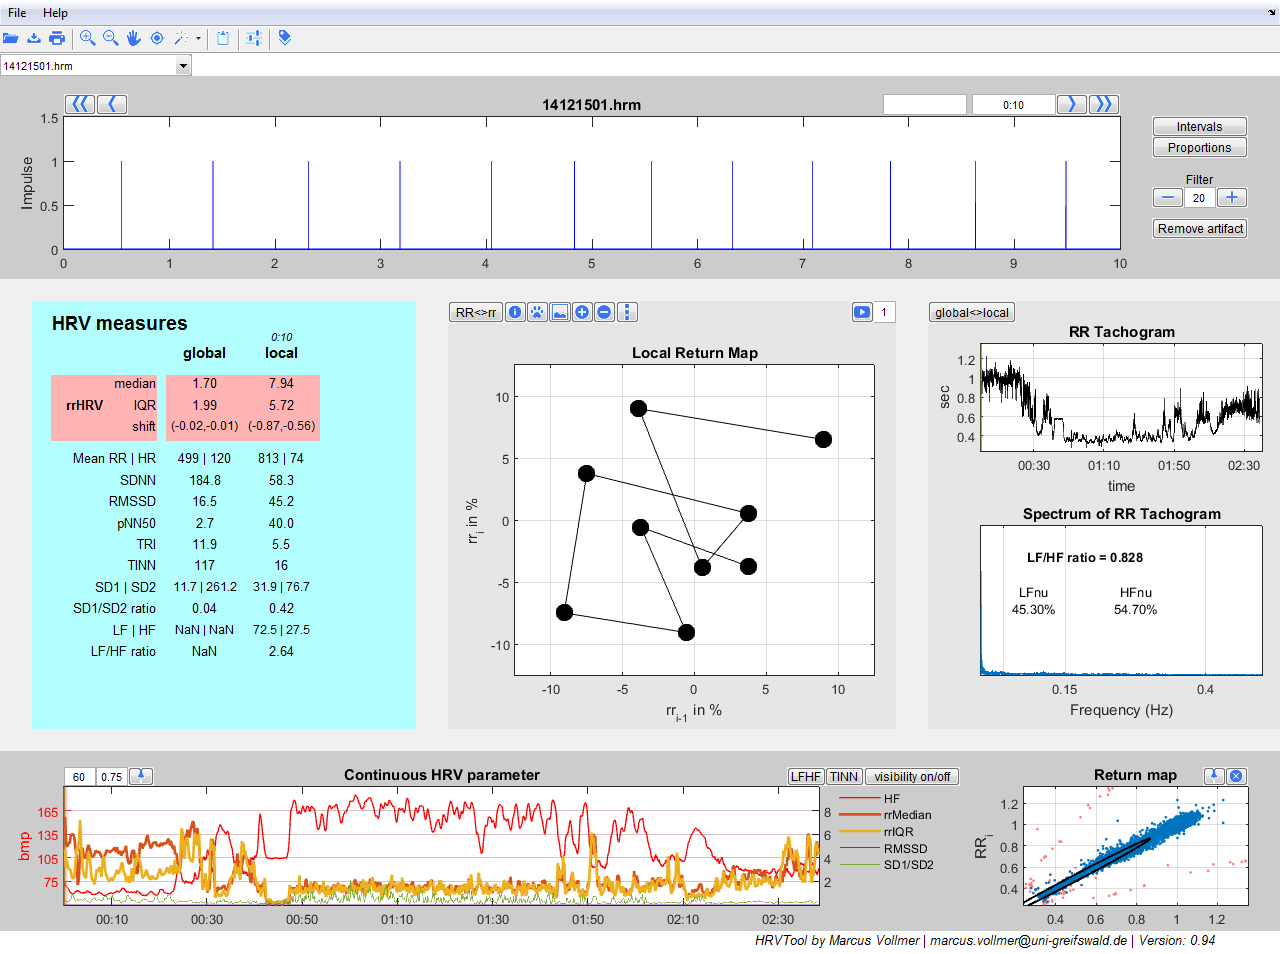 File Help
14121501.hrm
14121501.hrm
0:10
1.5
1
0.5
0
Impulse
0 1 2 3 4 5 6 7 8 9 10
Intervals
Proportions
Filter
20
Remove artifact
HRV measures
0:10
global local
median 1.70 7.94
rrHRV IQR 1.99 5.72
shift (-0.02,-0.01) (-0.87,-0.56)
Mean RR | HR 499 | 120 813 | 74
SDNN 184.8 58.3
RMSSD 16.5 45.2
pNN50 2.7 40.0
TRI 11.9 5.5
TINN 117 16
SD1 | SD2 11.7 | 261.2 31.9 | 76.7
SD1/SD2 ratio 0.04 0.42
LF | HF NaN | NaN 72.5 | 27.5
LF/HF ratio NaN 2.64
RR<>rr
1
Local Return Map
10
5
0
-5
-10
rri in %
-10 -5 0 5 10
rri-1 in %
global<>local
RR Tachogram
1.2
1
0.8
0.6
0.4
sec
00:30 01:10 01:50 02:30
time
Spectrum of RR Tachogram
LF/HF ratio = 0.828
LFnu HFnu
45.30% 54.70%
0.15 0.4
Frequency (Hz)
60 0.75
Continuous HRV parameter
LFHF TINN visibility on/off
165
135
105
75
bmp
8
6
4
2
00:10 00:30 00:50 01:10 01:30 01:50 02:10 02:30
HF
rrMedian
rrIQR
RMSSD
SD1/SD2
Return map
1.2
1
0.8
0.6
0.4
RRi
0.4 0.6 0.8 1 1.2
HRVTool by Marcus Vollmer | marcus.vollmer@uni-greifswald.de | Version: 0.94